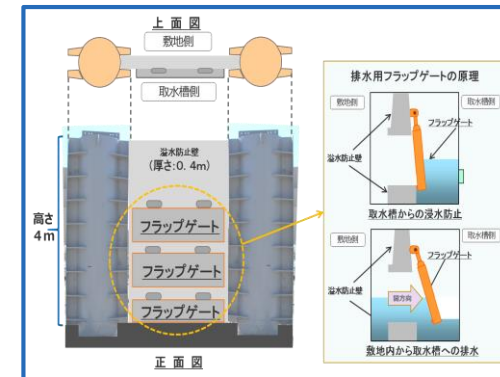 上 面 図
敷地側
取水槽側
溢水防止壁
(厚さ:0.4m)
高さ
4m
フラップゲート
フラップゲート
フラップゲート
正 面 図
排水用フラップゲートの原理
敷地側
取水槽側
フラップゲート
溢水防止壁
取水槽からの浸水防止
敷地側
取水槽側
フラップゲート
溢水防止壁
敷地内から取水槽への排水